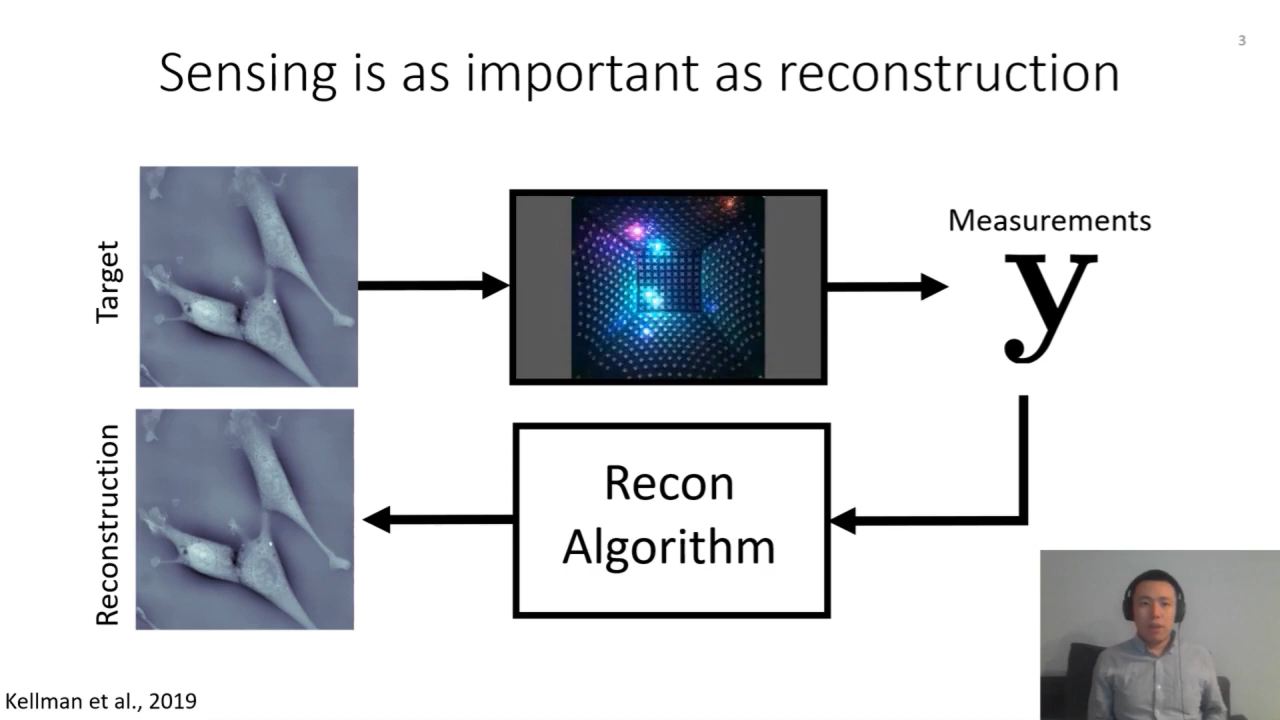 3
Sensing is as important as reconstruction
Target
Measurements
y
Reconstruction
Recon
Algorithm
Kellman et al., 2019